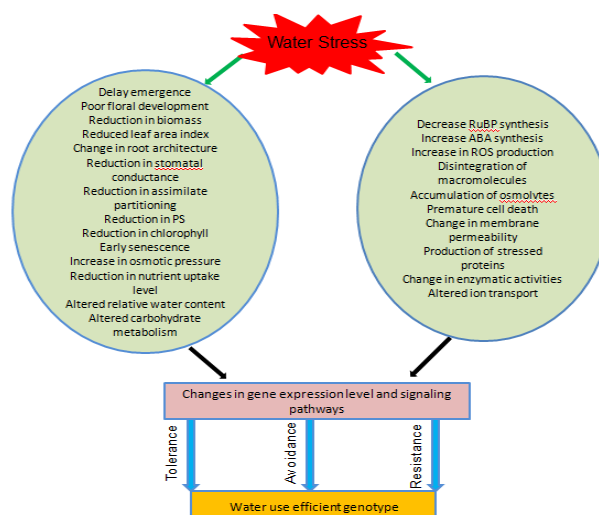 Water Stress
Delay emergence
Poor floral development
Reduction in biomass
Reduced leaf area index
Change in root architecture
Reduction in stomatal
conductance
Reduction in assimilate
partitioning
Reduction in PS
Reduction in chlorophyll
Early senescence
Increase in osmotic pressure
Reduction in nutrient uptake
level
Altered relative water content
Altered carbohydrate
metabolism
Decrease RuBP synthesis
Increase ABA synthesis
Increase in ROS production
Disintegration of
macromolecules
Accumulation of osmolytes
Premature cell death
Change in membrane
permeability
Production of stressed
proteins
Change in enzymatic activities
Altered ion transport
Changes in gene expression level and signaling
pathways
Tolerance
Avoidance
Resistance
Water use efficient genotype